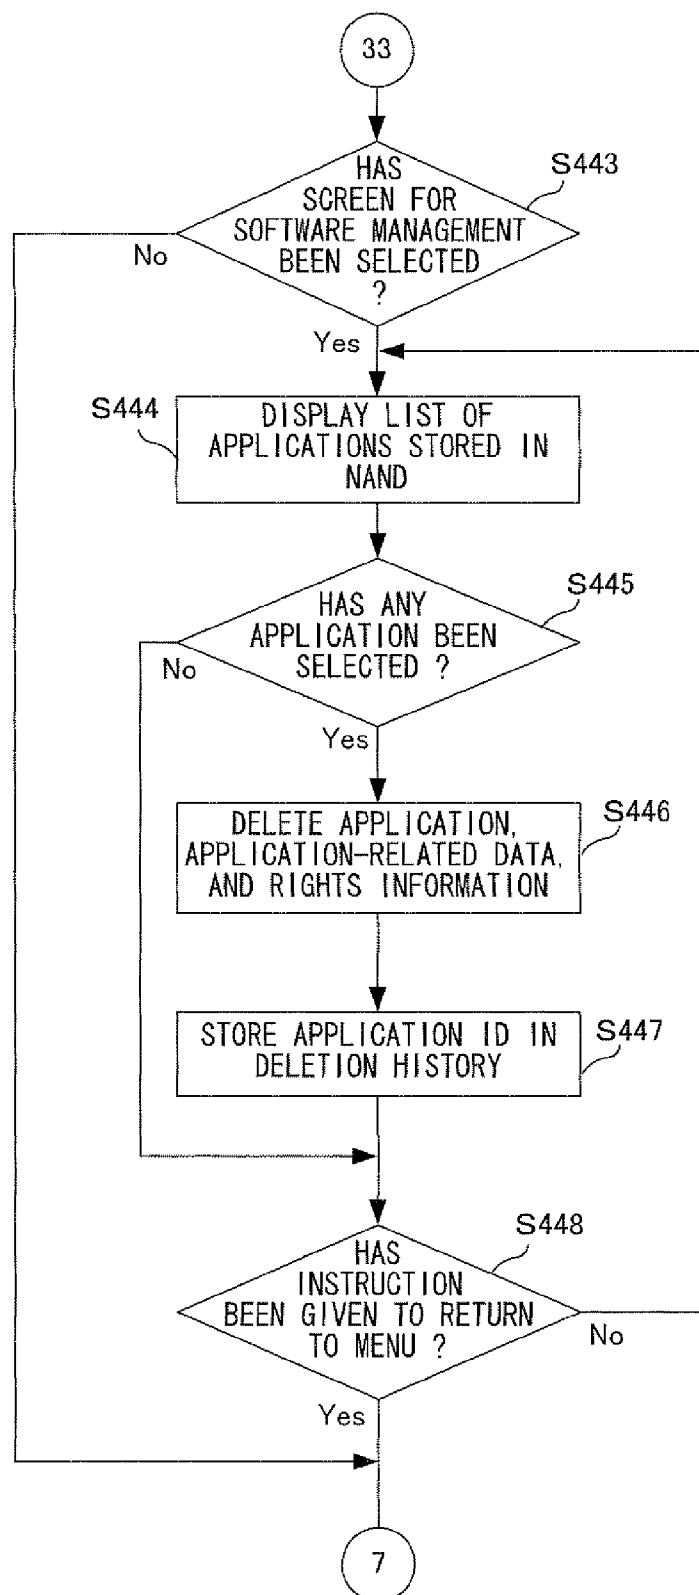 33
S443
HAS
SCREEN FOR
SOFTWARE MANAGEMENT
BEEN SELECTED
?
No
Yes
S444
DISPLAY LIST OF
APPLICATIONS STORED IN
NAND
S445
HAS ANY
APPLICATION BEEN
SELECTED ?
No
Yes
S446
DELETE APPLICATION,
APPLICATION-RELATED DATA,
AND RIGHTS INFORMATION
S447
STORE APPLICATION ID IN
DELETION HISTORY
S448
HAS
INSTRUCTION
BEEN GIVEN TO RETURN
TO MENU ?
No
Yes
7